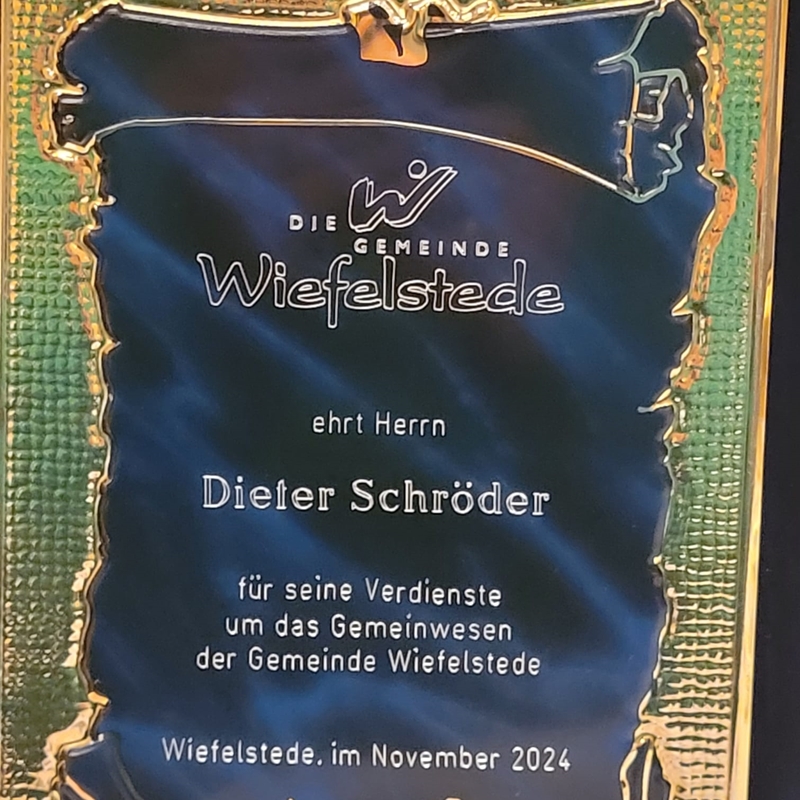 DIE
GEMEINDE
Wiefelstede
ehrt Herrn
Dieter Schröder
für seine Verdienste
um das Gemeinwesen
der Gemeinde Wiefelstede
Wiefelstede, im November 2024